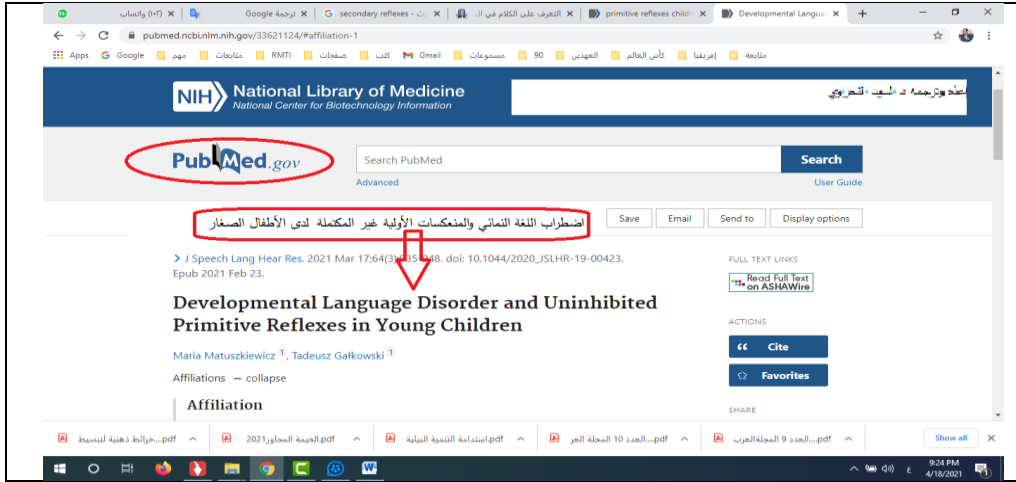 (١٠٢) واتساب
ترجمة Google
secondary reflexes
التعرف على الكلام في
primitive reflexes child
Developmental Langua
pubmed.ncbi.nlm.nih.gov/33621124/#affiliation-1
Apps Google مهم متابعات RMTI صفحات كتب Gmail مسموعات 90 العهدين كأس العالم إفريقيا متابعة
NIH National Library of Medicine
National Center for Biotechnology Information
وترجمه د
PubMed.gov
Search PubMed
Search
Advanced
User Guide
اضطراب اللغة النمائي والمنعكسات الأولية غير المكتملة لدى الأطفال الصغار
Save Email Send to Display options
J Speech Lang Hear Res. 2021 Mar 17;64(3) 948. doi: 10.1044/2020_JSLHR-19-00423.
Epub 2021 Feb 23.
Developmental Language Disorder and Uninhibited
Primitive Reflexes in Young Children
Maria Matuszkiewicz 1, Tadeusz Gałkowski 1
Affiliations – collapse
Affiliation
FULL TEXT LINKS
Read Full Text
on ASHAWire
ACTIONS
Cite
Favorites
SHARE
خرائط ذهنية لتبسيط....pdf
الخيمة المحاور2021.pdf
استدامة التنمية البيئية.pdf
العدد 10 المجلة العر....pdf
العدد 9 المجلةالعرب....pdf
Show all
ع
9:24 PM
4/18/2021